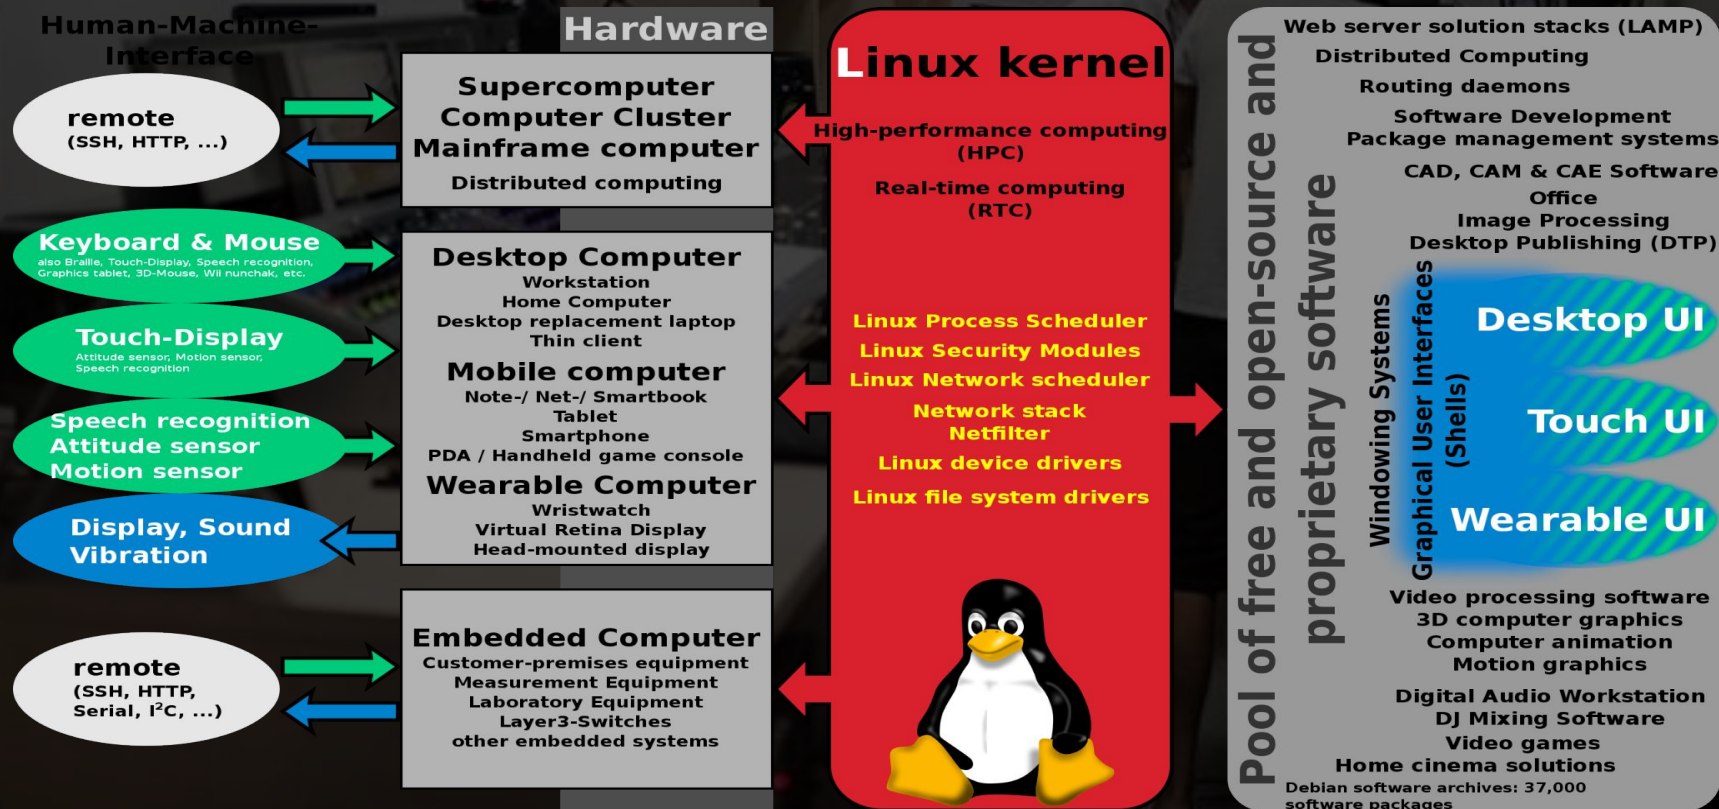 Human-Machine-
Interface
remote
(SSH, HTTP, ...)
Keyboard & Mouse
also Braille, Touch-Display, Speech recognition,
Graphics tablet, 3D-Mouse, Wii nunchak, etc.
Touch-Display
Attitude sensor, Motion sensor,
Speech recognition
Speech recognition
Attitude sensor
Motion sensor
Display, Sound
Vibration
remote
(SSH, HTTP,
Serial, I²C, ...)
Hardware
Supercomputer
Computer Cluster
Mainframe computer
Distributed computing
Desktop Computer
Workstation
Home Computer
Desktop replacement laptop
Thin client
Mobile computer
Note-/ Net-/ Smartbook
Tablet
Smartphone
PDA / Handheld game console
Wearable Computer
Wristwatch
Virtual Retina Display
Head-mounted display
Embedded Computer
Customer-premises equipment
Measurement Equipment
Laboratory Equipment
Layer3-Switches
other embedded systems
Linux kernel
High-performance computing
(HPC)
Real-time computing
(RTC)
Linux Process Scheduler
Linux Security Modules
Linux Network scheduler
Network stack
Netfilter
Linux device drivers
Linux file system drivers
Pool of free and open-source and
proprietary software
Web server solution stacks (LAMP)
Distributed Computing
Routing daemons
Software Development
Package management systems
CAD, CAM & CAE Software
Office
Image Processing
Desktop Publishing (DTP)
Windowing Systems
Graphical User Interfaces
(Shells)
Desktop UI
Touch UI
Wearable UI
Video processing software
3D computer graphics
Computer animation
Motion graphics
Digital Audio Workstation
DJ Mixing Software
Video games
Home cinema solutions
Debian software archives: 37,000
software packages